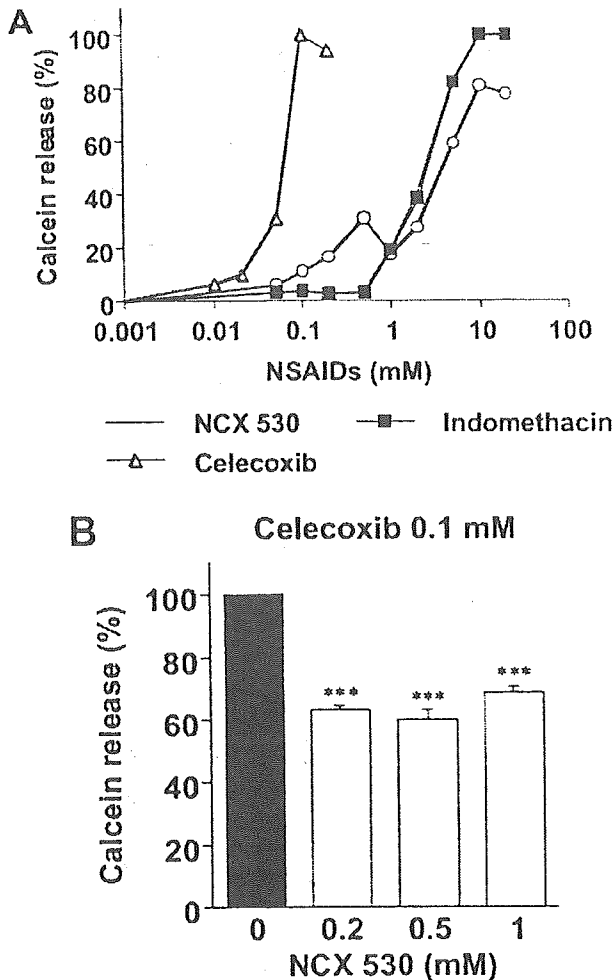 A
Calcein release (%)
100
80
60
40
20
0
0.001 0.01 0.1 1 10 100
NSAIDs (mM)
NCX 530 Indomethacin
Celecoxib
B Celecoxib 0.1 mM
Calcein release (%)
100
80
60
40
20
0
*** *** ***
0 0.2 0.5 1
NCX 530 (mM)